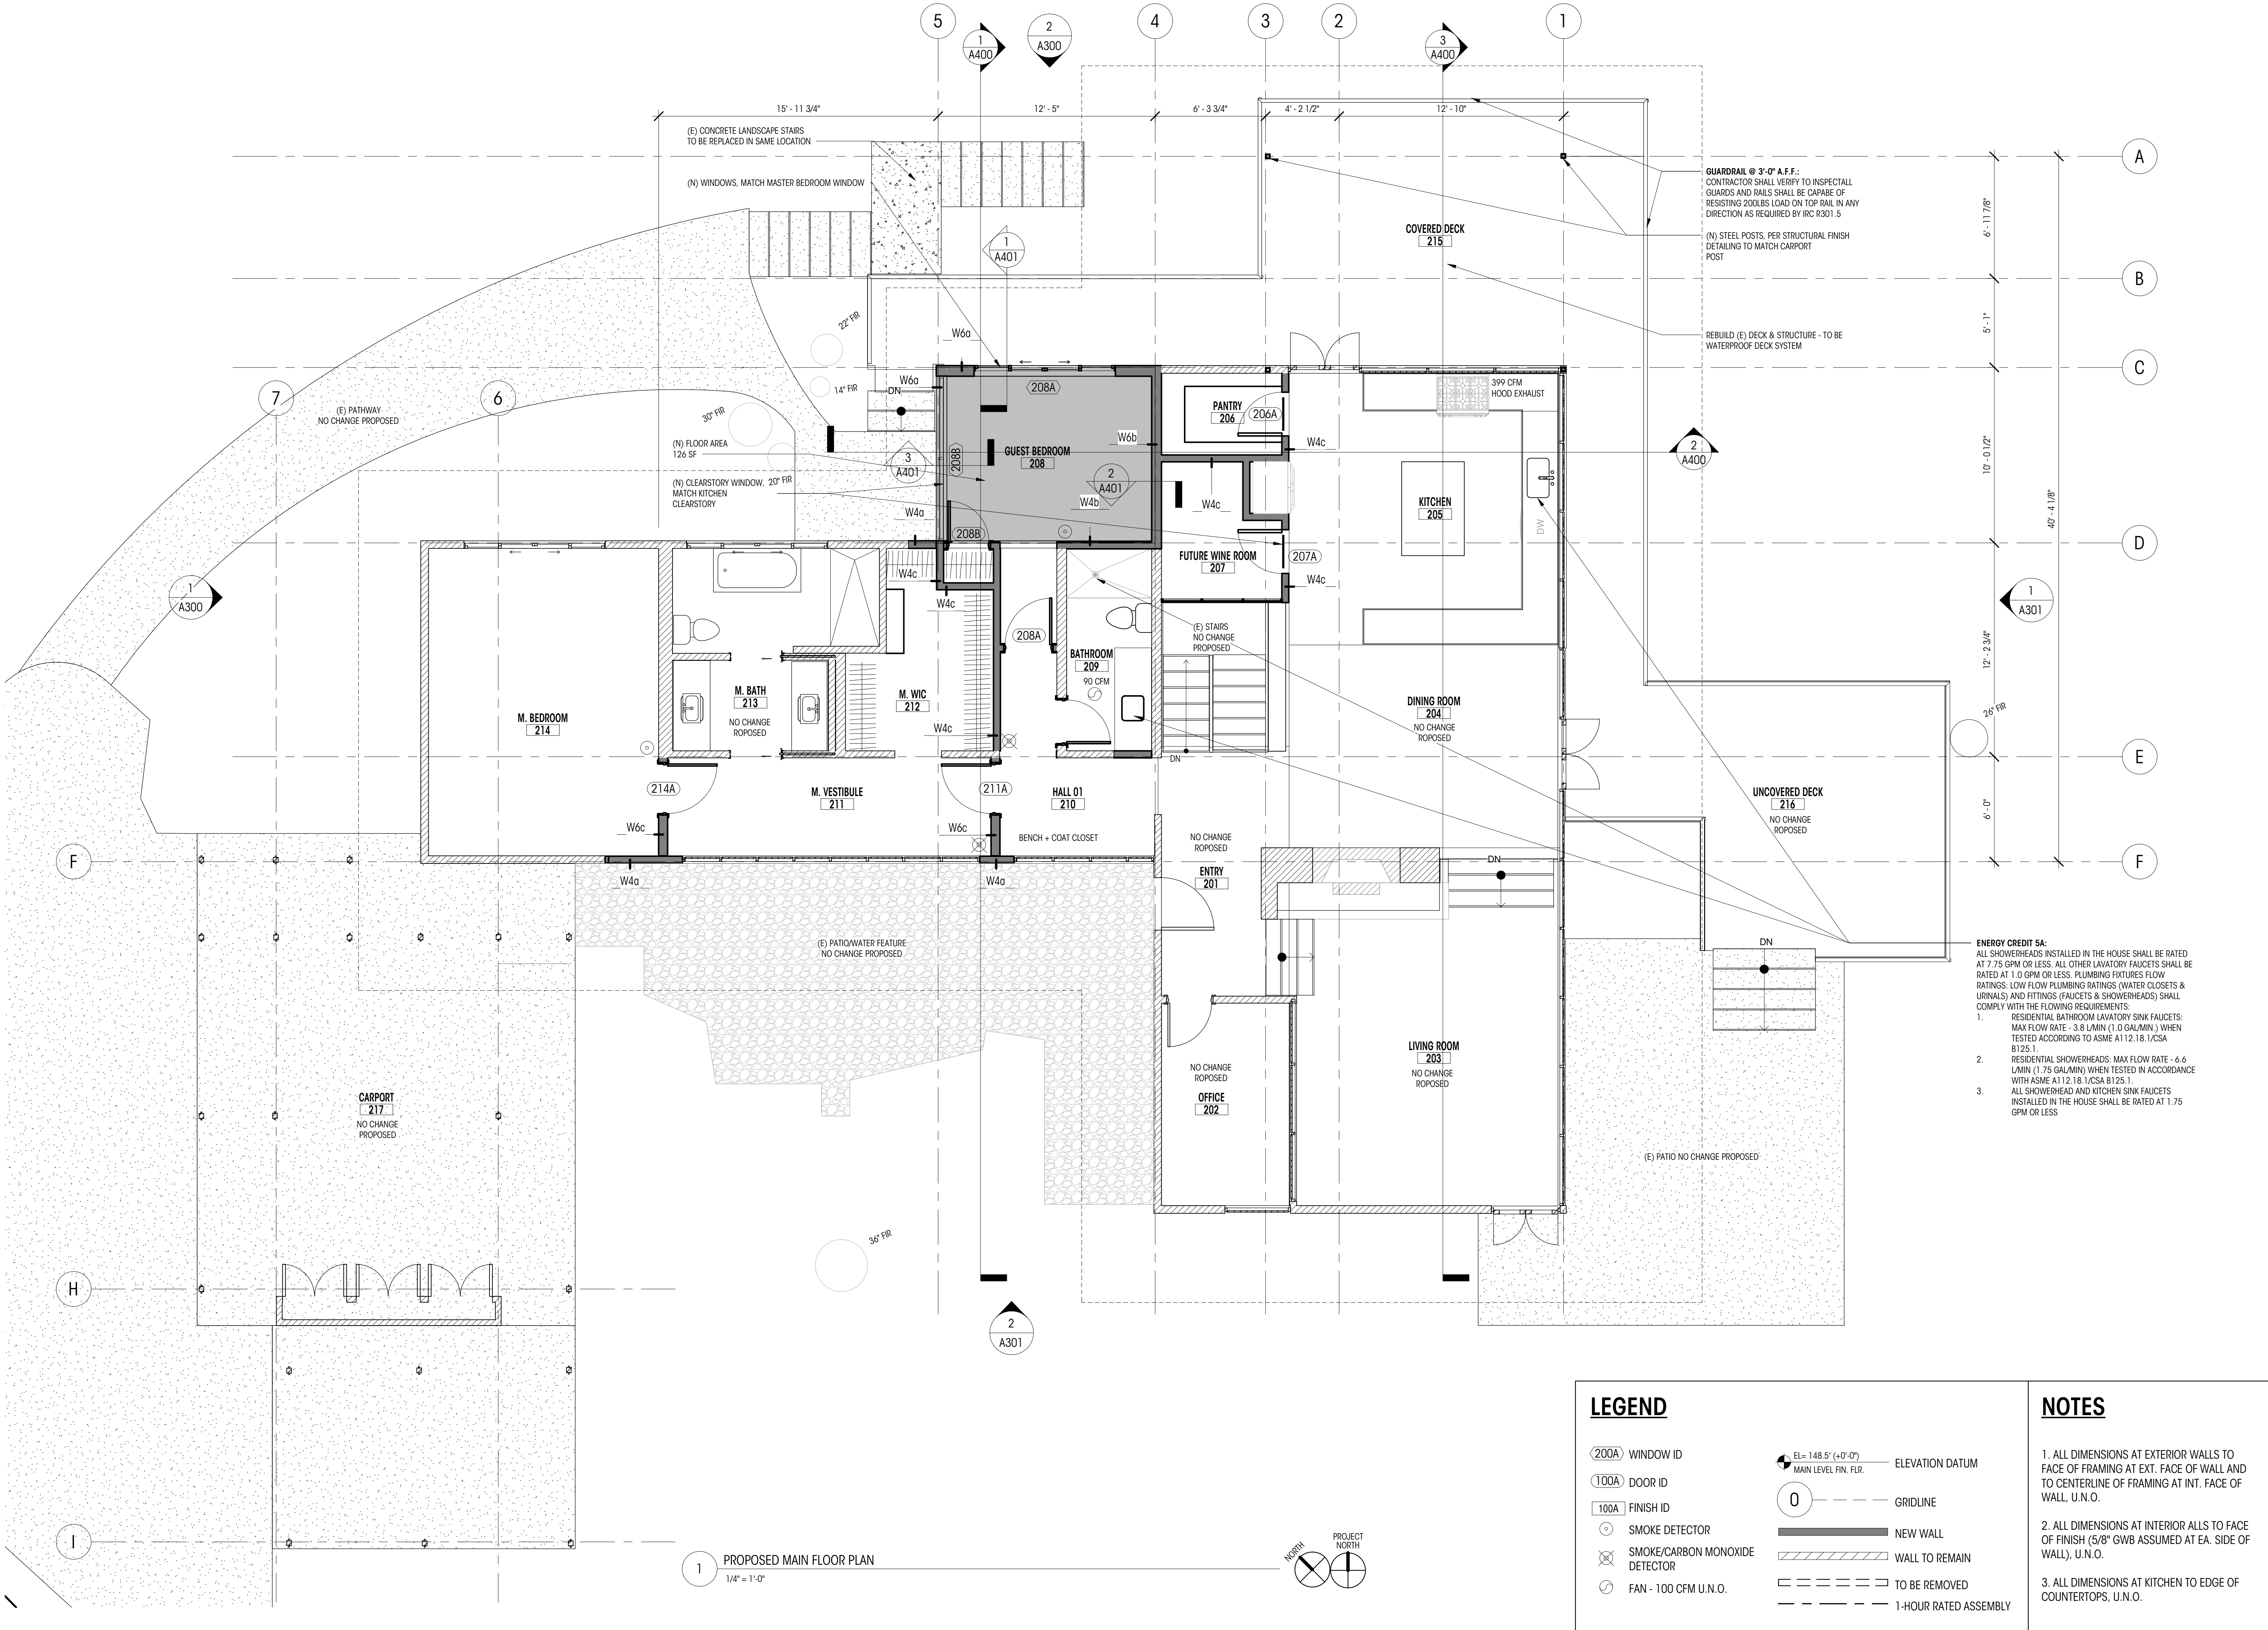 5
4
3
2
1
1
A400
2
A300
3
A400
15' - 11 3/4"
12' - 5"
6' - 3 3/4"
4' - 2 1/2"
12' - 10"
(E) CONCRETE LANDSCAPE STAIRS
TO BE REPLACED IN SAME LOCATION
(N) WINDOWS, MATCH MASTER BEDROOM WINDOW
A
B
C
D
E
F
6' - 11 7/8"
5' - 1"
10' - 0 1/2"
12' - 2 3/4"
6' - 0"
40' - 4 1/8"
GUARDRAIL @ 3'-0" A.F.F.:
CONTRACTOR SHALL VERIFY TO INSPECTALL
GUARDS AND RAILS SHALL BE CAPABE OF
RESISTING 200LBS LOAD ON TOP RAIL IN ANY
DIRECTION AS REQUIRED BY IRC R301.5
(N) STEEL POSTS, PER STRUCTURAL FINISH
DETAILING TO MATCH CARPORT
POST
COVERED DECK
215
1
A401
REBUILD (E) DECK & STRUCTURE - TO BE
WATERPROOF DECK SYSTEM
22" FIR
14" FIR
30" FIR
20" FIR
W6a
W6a
DN
208A
7
6
(E) PATHWAY
NO CHANGE PROPOSED
(N) FLOOR AREA
126 SF
(N) CLEARSTORY WINDOW,
MATCH KITCHEN
CLEARSTORY
3
A401
208B
GUEST BEDROOM
208
W6b
2
A401
W4b
W4a
208B
PANTRY
206
206A
W4c
W4c
399 CFM
HOOD EXHAUST
2
A400
KITCHEN
205
DW
FUTURE WINE ROOM
207
207A
W4c
1
A300
1
A301
W4c
W4c
208A
(E) STAIRS
NO CHANGE
PROPOSED
BATHROOM
209
90 CFM
M. BATH
213
NO CHANGE
ROPOSED
M. WIC
212
W4c
M. BEDROOM
214
DINING ROOM
204
NO CHANGE
ROPOSED
26" FIR
DN
214A
M. VESTIBULE
211
211A
HALL 01
210
UNCOVERED DECK
216
NO CHANGE
ROPOSED
W6c
W6c
BENCH + COAT CLOSET
NO CHANGE
ROPOSED
F
ENTRY
201
DN
W4a
W4a
(E) PATIO/WATER FEATURE
NO CHANGE PROPOSED
DN
ENERGY CREDIT 5A:
ALL SHOWERHEADS INSTALLED IN THE HOUSE SHALL BE RATED
AT 7.75 GPM OR LESS. ALL OTHER LAVATORY FAUCETS SHALL BE
RATED AT 1.0 GPM OR LESS. PLUMBING FIXTURES FLOW
RATINGS: LOW FLOW PLUMBING RATINGS (WATER CLOSETS &
URINALS) AND FITTINGS (FAUCETS & SHOWERHEADS) SHALL
COMPLY WITH THE FLOWING REQUIREMENTS:
1. RESIDENTIAL BATHROOM LAVATORY SINK FAUCETS:
MAX FLOW RATE - 3.8 L/MIN (1.0 GAL/MIN.) WHEN
TESTED ACCORDING TO ASME A112.18.1/CSA
B125.1.
2. RESIDENTIAL SHOWERHEADS: MAX FLOW RATE - 6.6
L/MIN (1.75 GAL/MIN) WHEN TESTED IN ACCORDANCE
WITH ASME A112.18.1/CSA B125.1.
3. ALL SHOWERHEAD AND KITCHEN SINK FAUCETS
INSTALLED IN THE HOUSE SHALL BE RATED AT 1.75
GPM OR LESS
LIVING ROOM
203
NO CHANGE
ROPOSED
NO CHANGE
ROPOSED
OFFICE
202
CARPORT
217
NO CHANGE
PROPOSED
(E) PATIO NO CHANGE PROPOSED
36" FIR
H
2
A301
I
1
PROPOSED MAIN FLOOR PLAN
1/4" = 1'-0"
NORTH
PROJECT
NORTH
LEGEND
200A WINDOW ID
100A DOOR ID
100A FINISH ID
SMOKE DETECTOR
SMOKE/CARBON MONOXIDE
DETECTOR
FAN - 100 CFM U.N.O.
EL= 148.5' (+0'-0")
MAIN LEVEL FIN. FLR.
ELEVATION DATUM
0
GRIDLINE
NEW WALL
WALL TO REMAIN
TO BE REMOVED
1-HOUR RATED ASSEMBLY
NOTES
1. ALL DIMENSIONS AT EXTERIOR WALLS TO
FACE OF FRAMING AT EXT. FACE OF WALL AND
TO CENTERLINE OF FRAMING AT INT. FACE OF
WALL, U.N.O.
2. ALL DIMENSIONS AT INTERIOR ALLS TO FACE
OF FINISH (5/8" GWB ASSUMED AT EA. SIDE OF
WALL), U.N.O.
3. ALL DIMENSIONS AT KITCHEN TO EDGE OF
COUNTERTOPS, U.N.O.